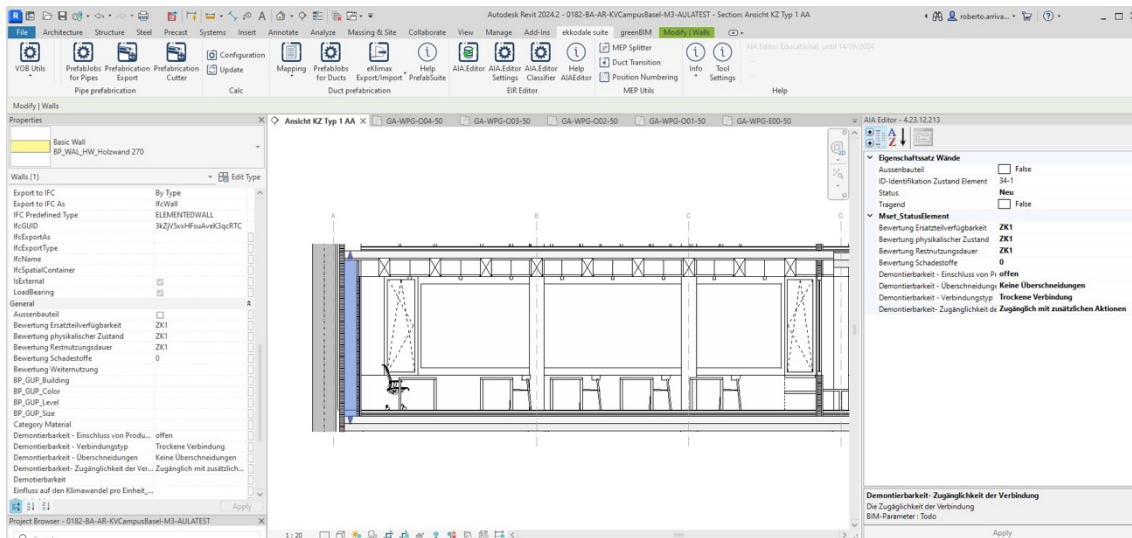 Autodesk Revit 2024.2 - 0182-BA-AR-KVCampusBasel-M3-AULATEST - Section: Ansicht KZ Typ 1 AA
roberto.arriva...
File Architecture Structure Steel Precast Systems Insert Annotate Analyze Massing & Site Collaborate View Manage Add-Ins ekkodale suite greenBIM Modify | Walls
VOB Utils
PrefabJobs for Pipes
Prefabrication Export
Prefabrication Cutter
Pipe prefabrication
Configuration
Update
Calc
Mapping
PrefabJobs for Ducts
eKlimax Export/Import
Help PrefabSuite
Duct prefabrication
AIA.Editor
AIA.Editor Settings
AIA.Editor Classifier
Help AIAEditor
EIR Editor
MEP Splitter
Duct Transition
Position Numbering
MEP Utils
Info
Tool Settings
AIA.Editor Educational, until 14/09/2024
Help
Modify | Walls
Properties
Basic Wall
BP_WAL_HW_Holzwand 270
Walls (1)
Edit Type
Export to IFC By Type
Export to IFC As IfcWall
IFC Predefined Type ELEMENTEDWALL
IfcGUID 3kZjV5xxHFsuAveK3qcRTC
IfcExportAs
IfcExportType
IfcName
IfcSpatialContainer
IsExternal
LoadBearing
General
Aussenbauteil
Bewertung Ersatzteilverfügbarkeit ZK1
Bewertung physikalischer Zustand ZK1
Bewertung Restnutzungsdauer ZK1
Bewertung Schadestoffe 0
Bewertung Weiternutzung
BP_GUP_Building
BP_GUP_Color
BP_GUP_Level
BP_GUP_Size
Category Material
Demontierbarkeit - Einschluss von Produ... offen
Demontierbarkeit - Verbindungstyp Trockene Verbindung
Demontierbarkeit - Überschneidungen Keine Überschneidungen
Demontierbarkeit- Zugänglichkeit der Ver... Zugänglich mit zusätzlich...
Demotierbarkeit
Einfluss auf den Klimawandel pro Einheit_...
Apply
Project Browser - 0182-BA-AR-KVCampusBasel-M3-AULATEST
Ansicht KZ Typ 1 AA
GA-WPG-O04-50
GA-WPG-O03-50
GA-WPG-O02-50
GA-WPG-O01-50
GA-WPG-E00-50
A B C D
1 : 20
AIA Editor - 4.23.12.213
Eigenschaftssatz Wände
Aussenbauteil False
ID-Identifikation Zustand Element 34-1
Status Neu
Tragend False
Mset_StatusElement
Bewertung Ersatzteilverfügbarkeit ZK1
Bewertung physikalischer Zustand ZK1
Bewertung Restnutzungsdauer ZK1
Bewertung Schadestoffe 0
Demontierbarkeit - Einschluss von Pr offen
Demontierbarkeit - Überschneidunge Keine Überschneidungen
Demontierbarkeit - Verbindungstyp Trockene Verbindung
Demontierbarkeit- Zugänglichkeit de Zugänglich mit zusätzlichen Aktionen
Demontierbarkeit- Zugänglichkeit der Verbindung
Die Zugänglichkeit der Verbindung
BIM-Parameter : Todo
Apply